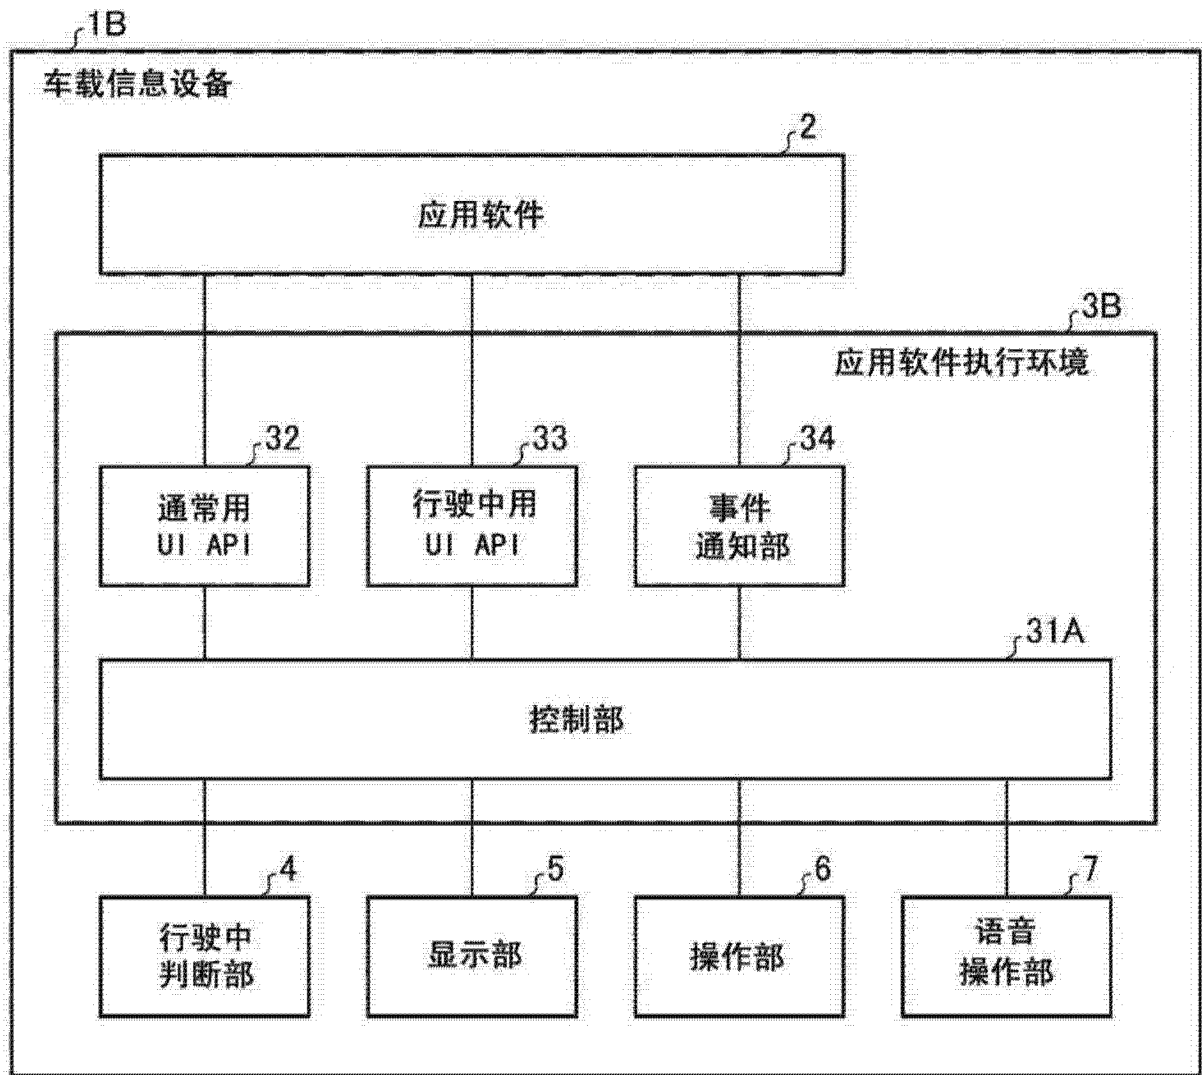 1B
车载信息设备
2
应用软件
3B
应用软件执行环境
32
33
34
通常用
UI API
行驶中用
UI API
事件
通知部
31A
控制部
4
5
6
7
行驶中
判断部
显示部
操作部
语音
操作部